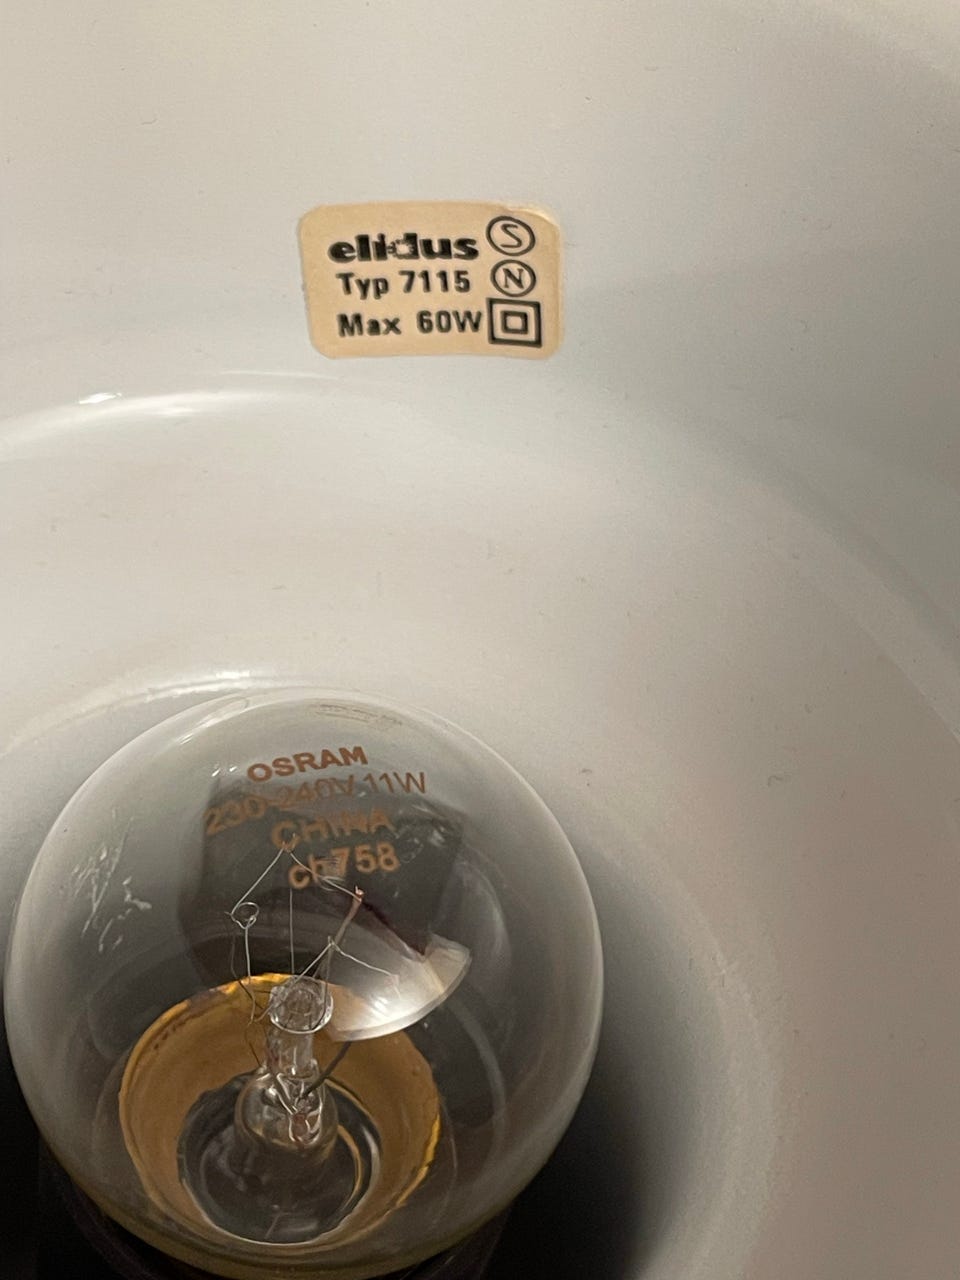 elidus Ⓢ
Typ 7115 Ⓝ
Max 60W
OSRAM
230-240V 11W
CHINA
ch758